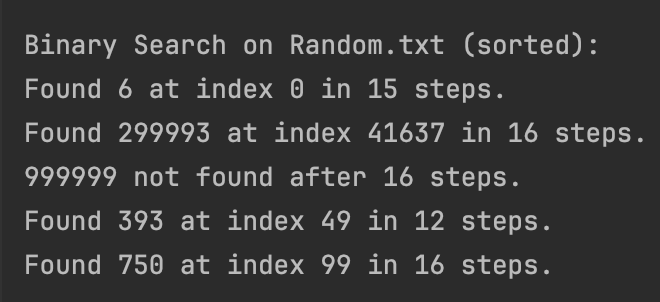 Binary Search on Random.txt (sorted):
Found 6 at index 0 in 15 steps.
Found 299993 at index 41637 in 16 steps.
999999 not found after 16 steps.
Found 393 at index 49 in 12 steps.
Found 750 at index 99 in 16 steps.